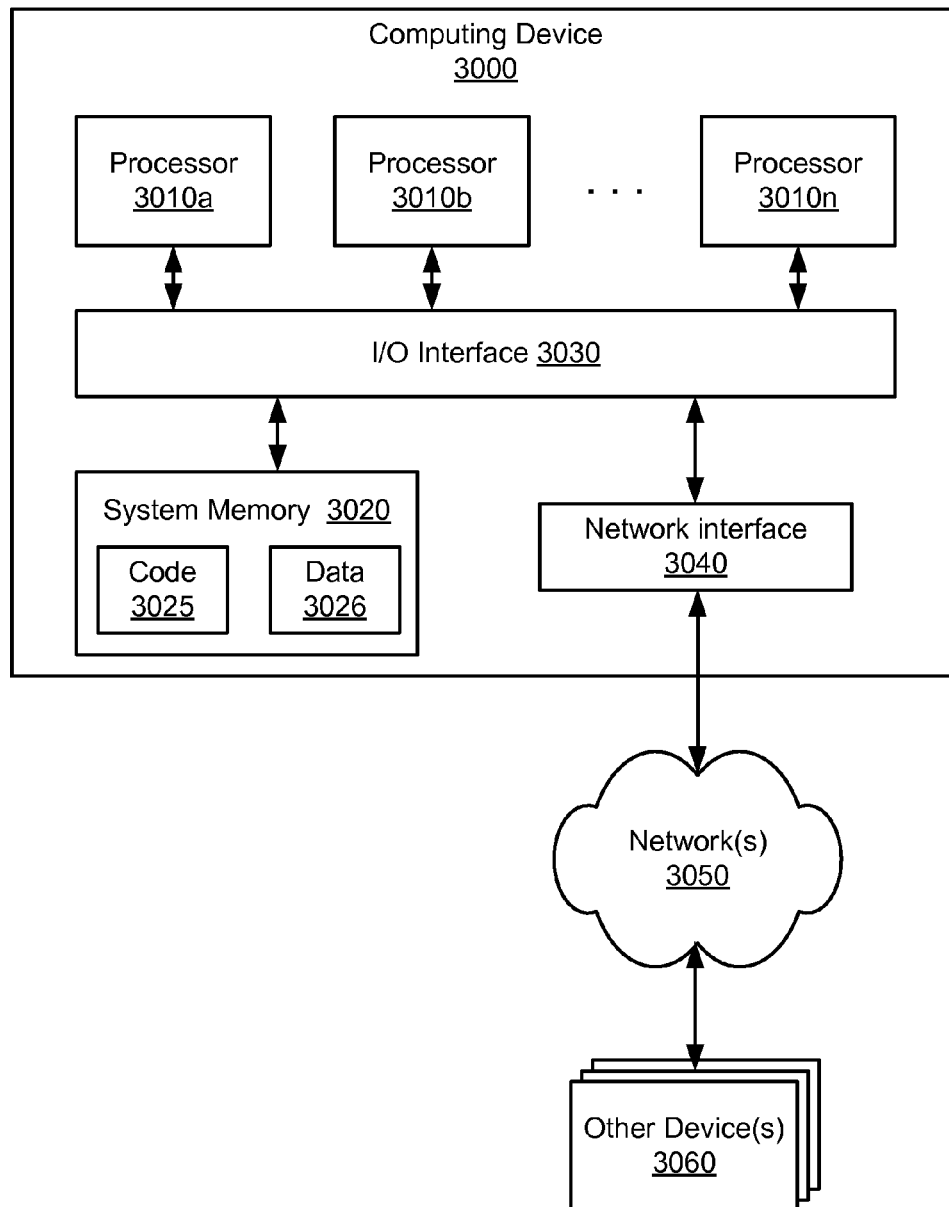 Computing Device
3000
Processor
3010a
Processor
3010b
. . .
Processor
3010n
I/O Interface 3030
System Memory 3020
Code
3025
Data
3026
Network interface
3040
Network(s)
3050
Other Device(s)
3060